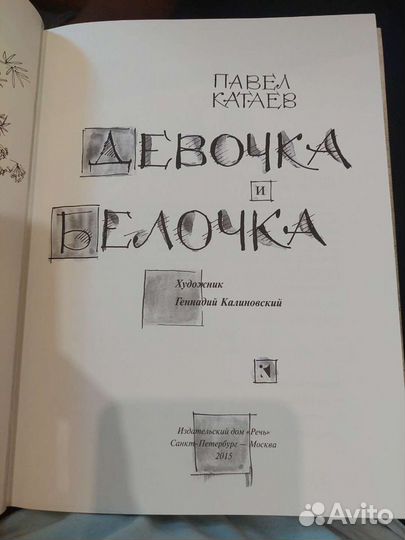 ПАВЕЛ
КАТАЕВ
ДЕВОЧКА
И
БЕЛОЧКА
Художник
Геннадий Калиновский
Издательский дом «Речь»
Санкт-Петербург — Москва
2015
Avito